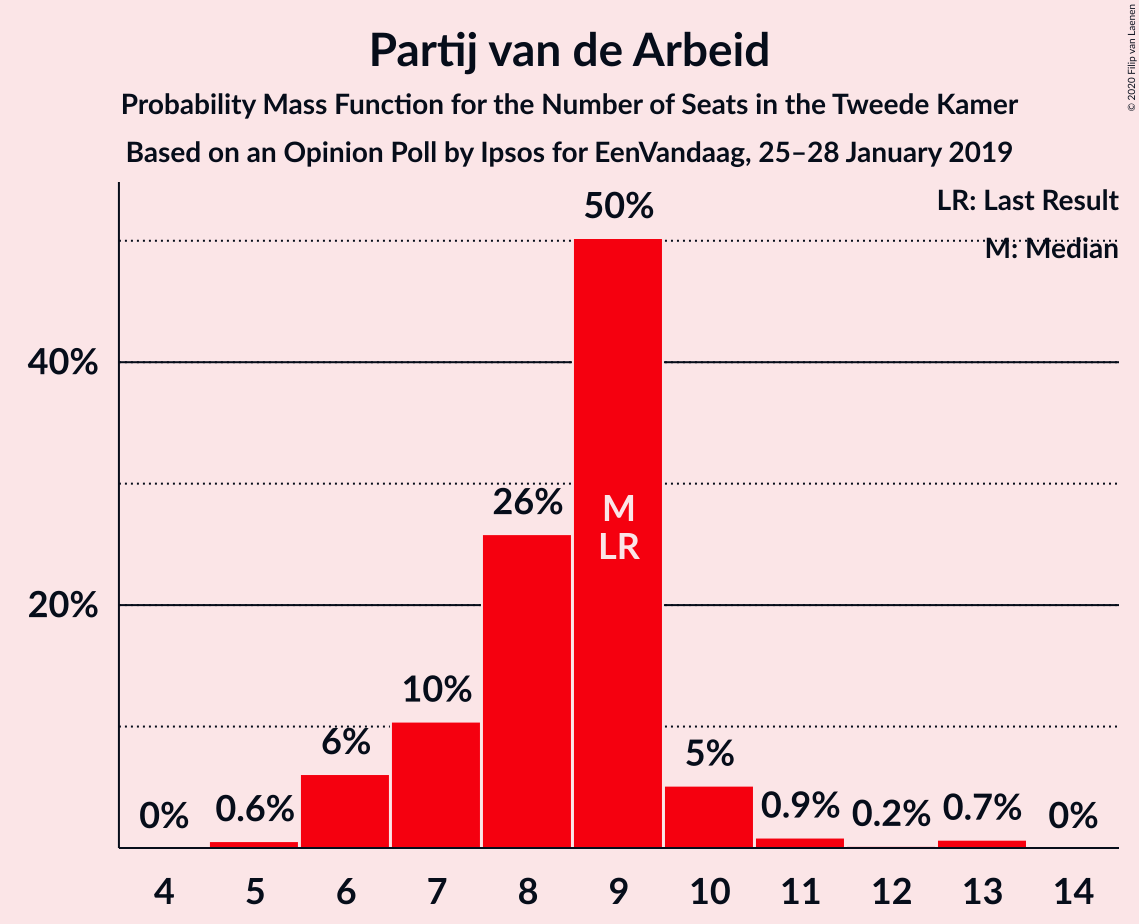 Partij van de Arbeid
Probability Mass Function for the Number of Seats in the Tweede Kamer
Based on an Opinion Poll by Ipsos for EenVandaag, 25–28 January 2019
© 2020 Filip van Laenen
LR: Last Result
M: Median
50%
40%
26%
M
LR
20%
10%
6%
5%
0%
0.6%
0.9%
0.2%
0.7%
0%
4 5 6 7 8 9 10 11 12 13 14